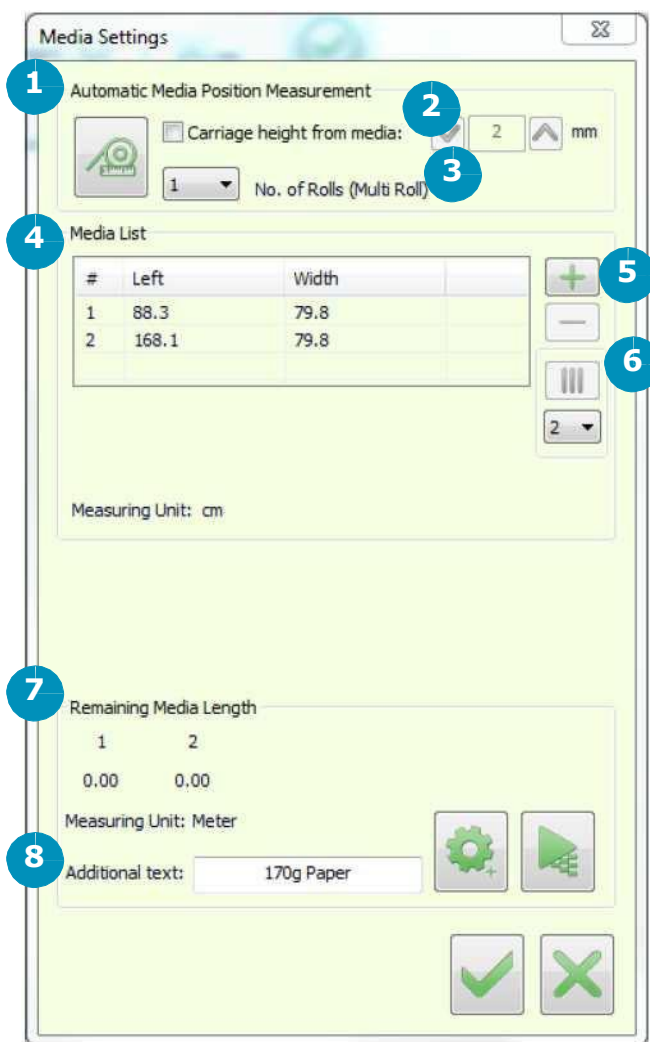 Media Settings
1
Automatic Media Position Measurement
2
Carriage height from media: 2 mm
3
1 No. of Rolls (Multi Roll)
4
Media List
# Left Width
5
1 88.3 79.8
2 168.1 79.8
6
2
Measuring Unit: cm
7
Remaining Media Length
1 2
0.00 0.00
Measuring Unit: Meter
8
Additional text: 170g Paper